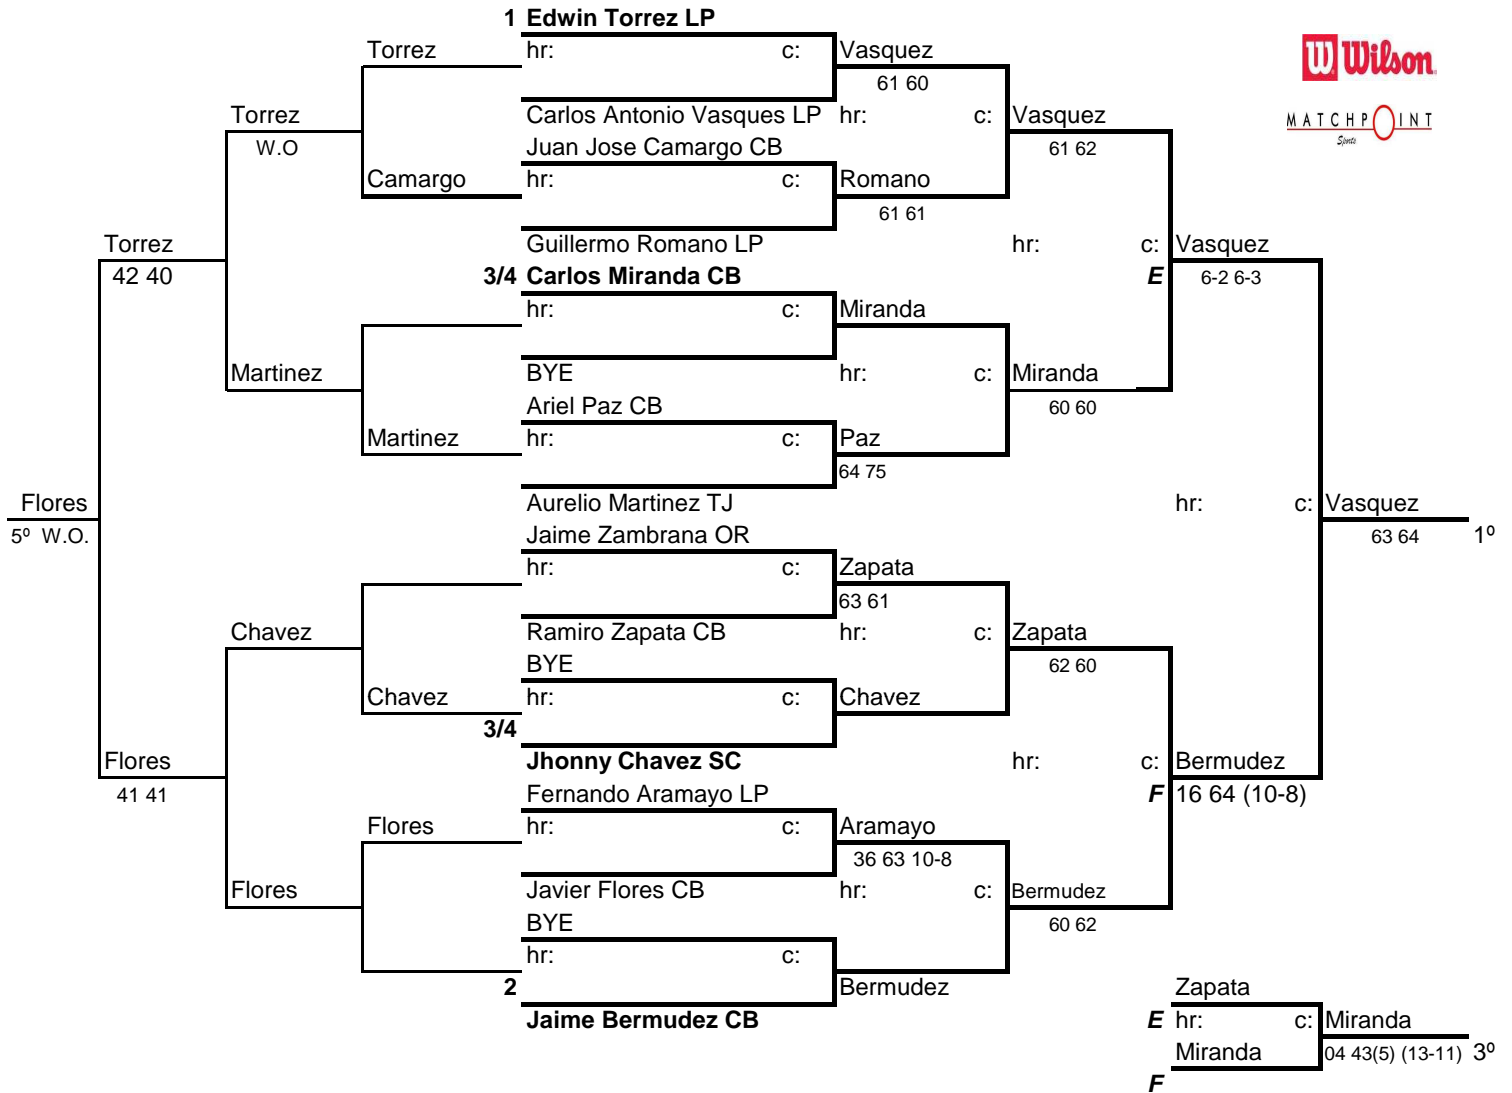 1 Edwin Torrez LP
Torrez hr: c: Vasquez
W Wilson
61 60
Torrez Carlos Antonio Vasques LP hr: c: Vasquez
MATCHPOINT
Sports
W.O Juan Jose Camargo CB 61 62
Camargo hr: c: Romano
61 61
Torrez Guillermo Romano LP hr: c: Vasquez
42 40 3/4 Carlos Miranda CB E 6-2 6-3
hr: c: Miranda
Martinez BYE hr: c: Miranda
Ariel Paz CB 60 60
Martinez hr: c: Paz
64 75
Flores Aurelio Martinez TJ hr: c: Vasquez
5º W.O. Jaime Zambrana OR 63 64 1º
hr: c: Zapata
63 61
Chavez Ramiro Zapata CB hr: c: Zapata
BYE 62 60
Chavez hr: c: Chavez
3/4
Flores Jhonny Chavez SC hr: c: Bermudez
41 41 Fernando Aramayo LP F 16 64 (10-8)
Flores hr: c: Aramayo
36 63 10-8
Flores Javier Flores CB hr: c: Bermudez
BYE 60 62
hr: c:
2 Bermudez Zapata
Jaime Bermudez CB E hr: c: Miranda
Miranda 04 43(5) (13-11) 3º
F